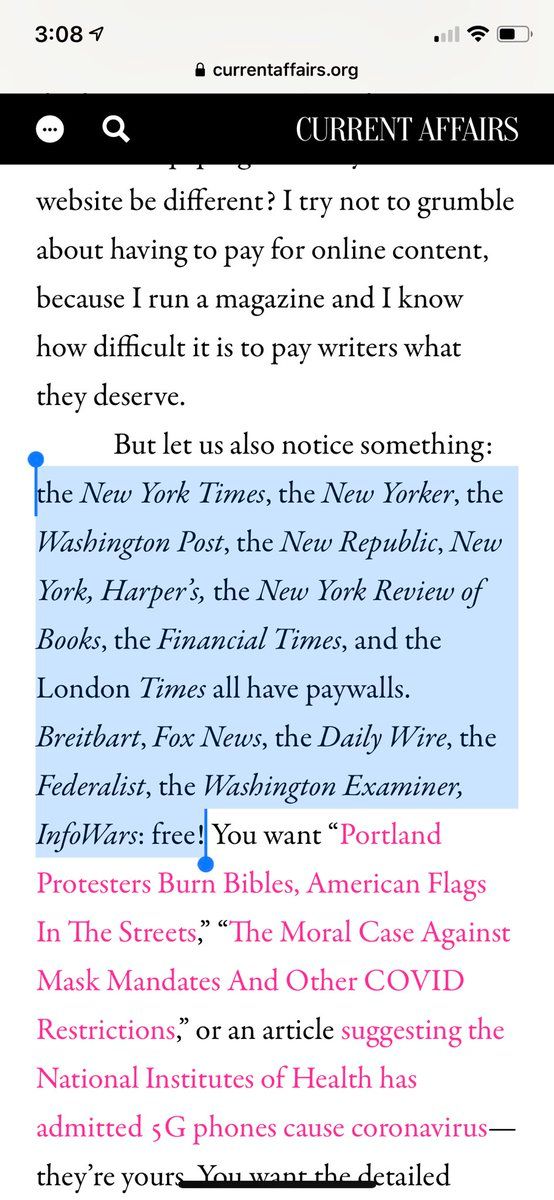 3:08
currentaffairs.org
CURRENT AFFAIRS
website be different? I try not to grumble
about having to pay for online content,
because I run a magazine and I know
how difficult it is to pay writers what
they deserve.
But let us also notice something:
the New York Times, the New Yorker, the
Washington Post, the New Republic, New
York, Harper’s, the New York Review of
Books, the Financial Times, and the
London Times all have paywalls.
Breitbart, Fox News, the Daily Wire, the
Federalist, the Washington Examiner,
InfoWars: free! You want “Portland
Protesters Burn Bibles, American Flags
In The Streets,” “The Moral Case Against
Mask Mandates And Other COVID
Restrictions,” or an article suggesting the
National Institutes of Health has
admitted 5G phones cause coronavirus—
they’re yours. You want the detailed